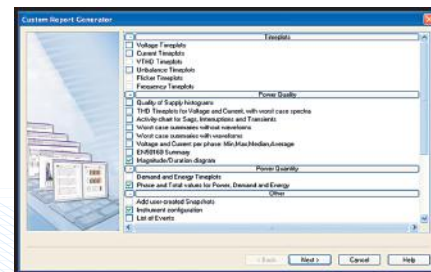 Custom Report Generator
Timeplots
Voltage Timeplots
Current Timeplots
VTHD Timeplots
Unbalance Timeplots
Flicker Timeplots
Frequency Timeplots
Power Quality
Quality of Supply histograms
THD Timeplots for Voltage and Current, with worst case spectra
Activity chart for Sags, Interruptions and Transients
Worst case summaries without waveforms
Worst case summaries with waveforms
Voltage and Current per phase: Min,Max,Median,Average
EN50160 Summary
Magnitude/Duration diagram
Power Quantity
Demand and Energy Timeplots
Phase and Total values for Power, Demand and Energy
Other
Add user-created Snapshots
Instrument configuration
List of Events
< Back
Next >
Cancel
Help